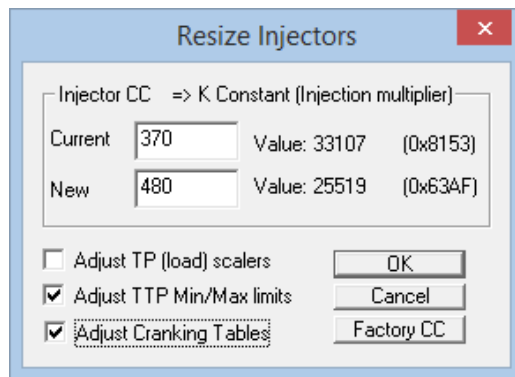 Resize Injectors
x
Injector CC => K Constant (Injection multiplier)
Current 370 Value: 33107 (0x8153)
New 480 Value: 25519 (0x63AF)
Adjust TP (load) scalers OK
Adjust TTP Min/Max limits Cancel
Adjust Cranking Tables Factory CC